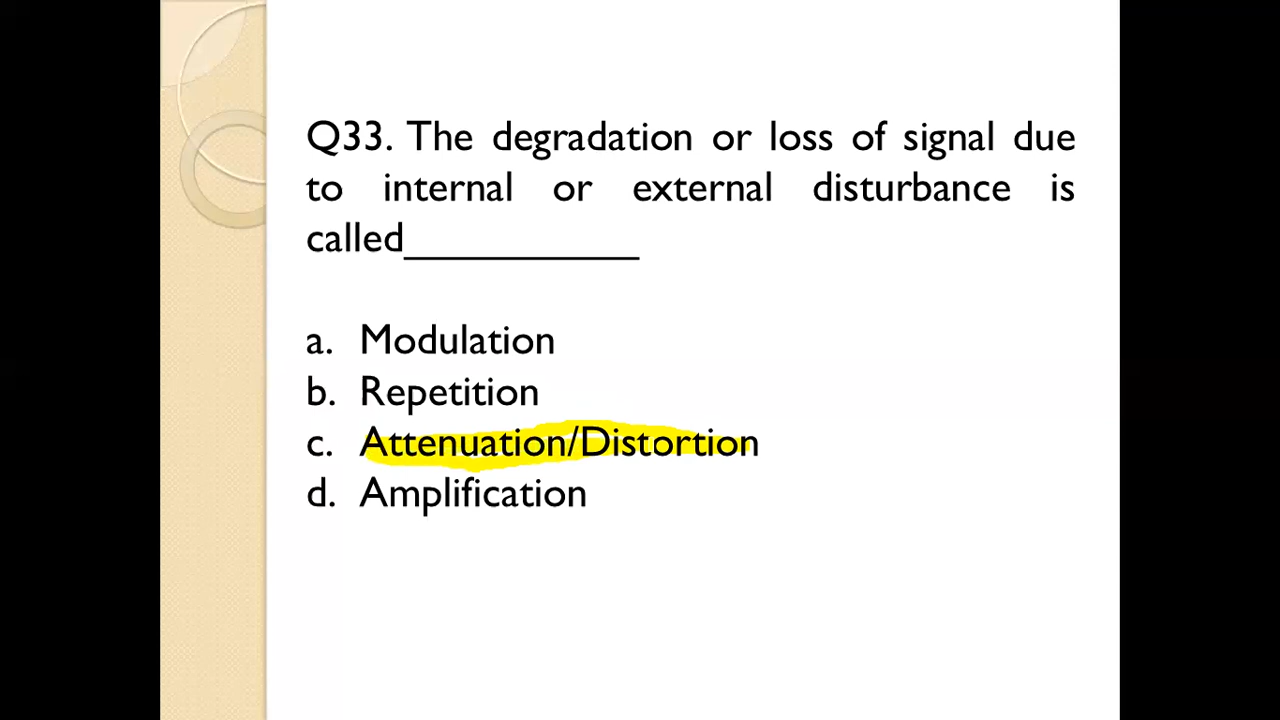 Q33. The degradation or loss of signal due
to internal or external disturbance is
called___________
a. Modulation
b. Repetition
c. Attenuation/Distortion
d. Amplification